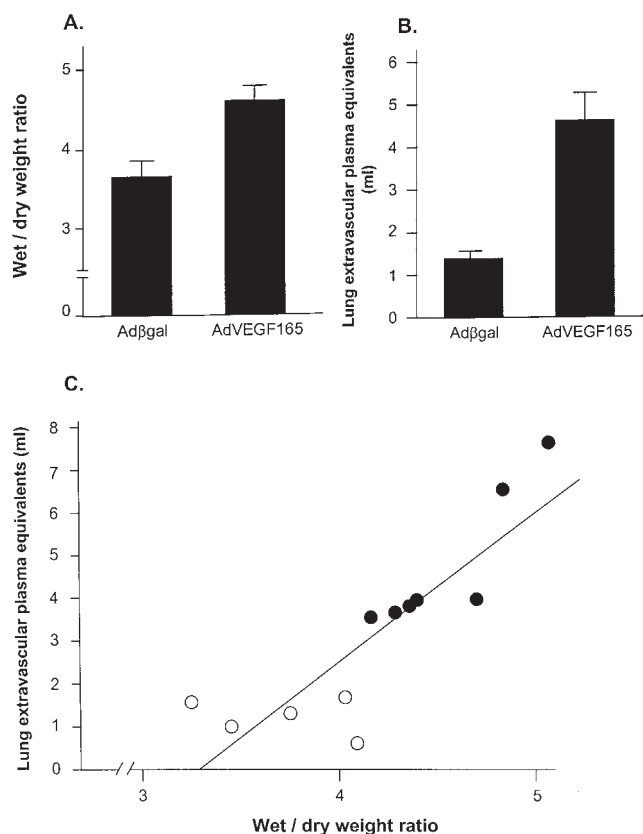 A.
Wet / dry weight ratio
5
4
3
0
Adβgal AdVEGF165
B.
Lung extravascular plasma equivalents
(ml)
6
5
4
3
2
1
0
Adβgal AdVEGF165
C.
Lung extravascular plasma equivalents (ml)
8
7
6
5
4
3
2
1
0
3 4 5
Wet / dry weight ratio